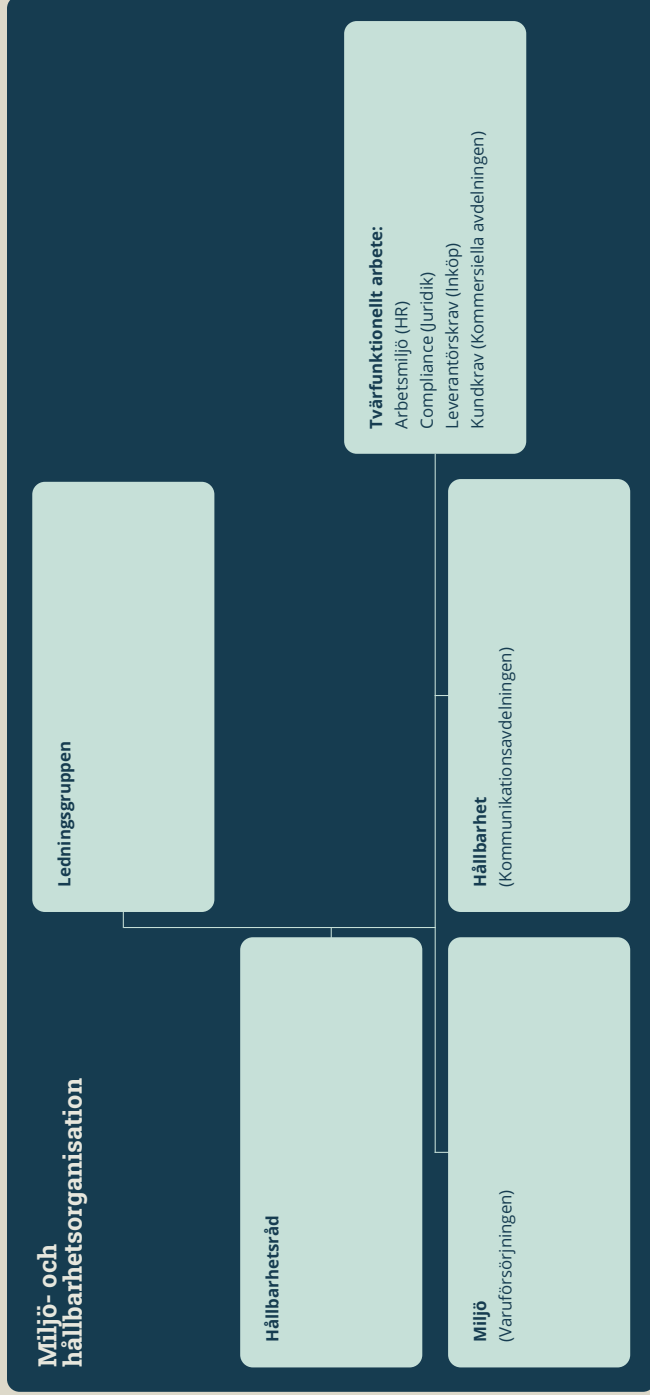 Miljö- och
hållbarhetsorganisation
Ledningsgruppen
Hållbarhetsråd
Miljö
(Varuförsörjningen)
Hållbarhet
(Kommunikationsavdelningen)
Tvärfunktionellt arbete:
Arbetsmiljö (HR)
Compliance (Juridik)
Leverantörskrav (Inköp)
Kundkrav (Kommersiella avdelningen)